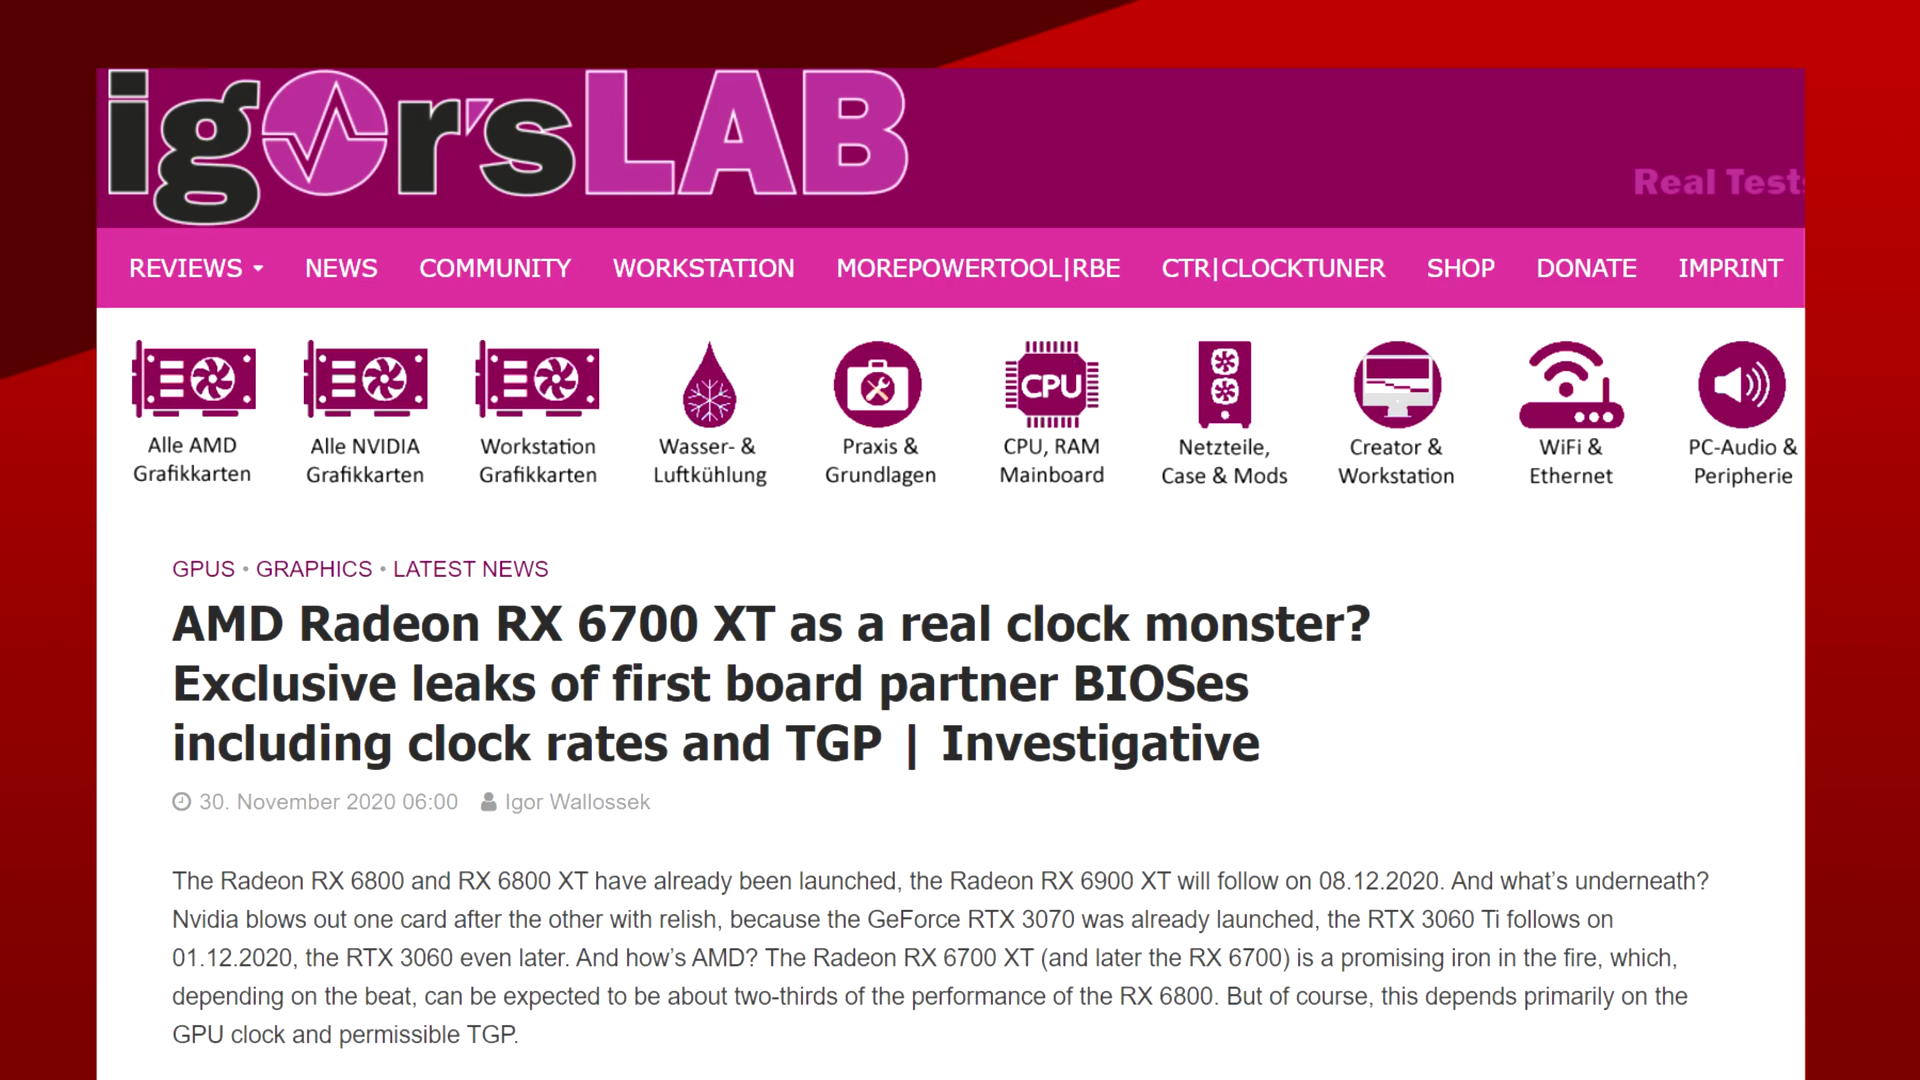 igor'sLAB
Real Tests
REVIEWS NEWS COMMUNITY WORKSTATION MOREPOWERTOOL|RBE CTR|CLOCKTUNER SHOP DONATE IMPRINT
Alle AMD
Grafikkarten
Alle NVIDIA
Grafikkarten
Workstation
Grafikkarten
Wasser- &
Luftkühlung
Praxis &
Grundlagen
CPU
CPU, RAM
Mainboard
Netzteile,
Case & Mods
Creator &
Workstation
WiFi &
Ethernet
PC-Audio &
Peripherie
GPUS • GRAPHICS • LATEST NEWS
AMD Radeon RX 6700 XT as a real clock monster?
Exclusive leaks of first board partner BIOSes
including clock rates and TGP | Investigative
30. November 2020 06:00 Igor Wallossek
The Radeon RX 6800 and RX 6800 XT have already been launched, the Radeon RX 6900 XT will follow on 08.12.2020. And what's underneath?
Nvidia blows out one card after the other with relish, because the GeForce RTX 3070 was already launched, the RTX 3060 Ti follows on
01.12.2020, the RTX 3060 even later. And how's AMD? The Radeon RX 6700 XT (and later the RX 6700) is a promising iron in the fire, which,
depending on the beat, can be expected to be about two-thirds of the performance of the RX 6800. But of course, this depends primarily on the
GPU clock and permissible TGP.